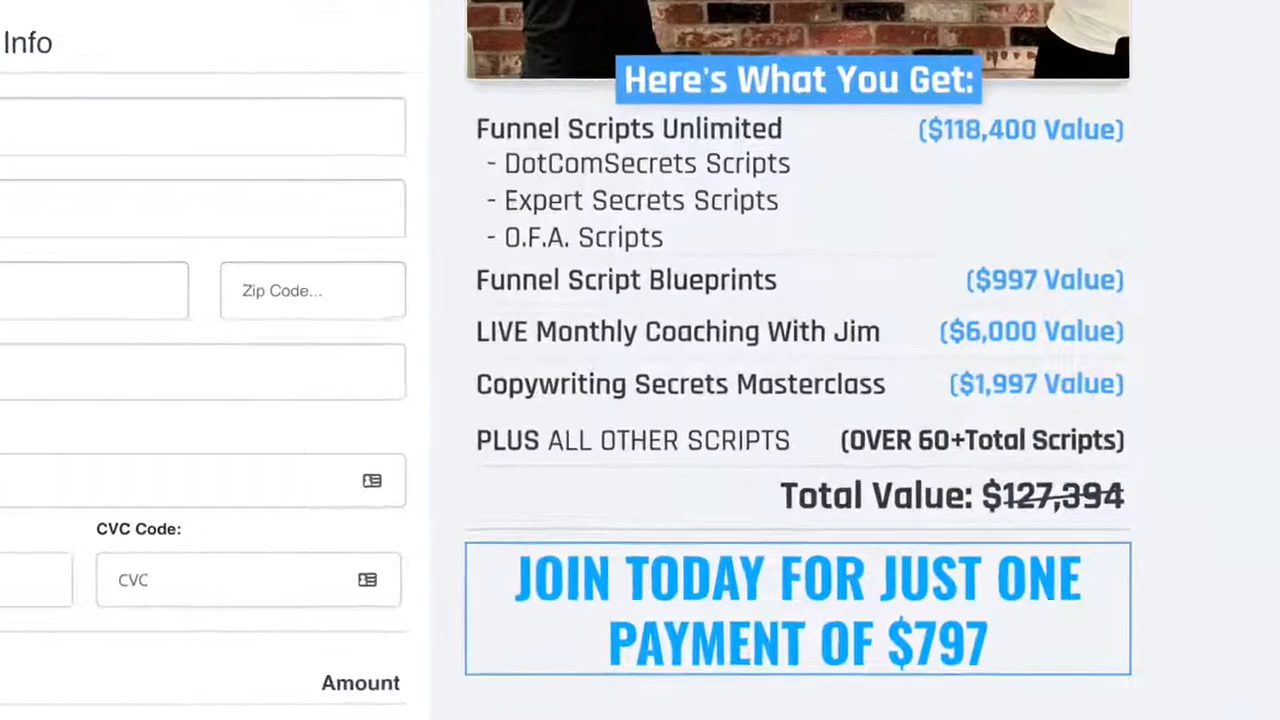 Info
Zip Code...
CVC Code:
CVC
Amount
Here's What You Get:
Funnel Scripts Unlimited ($118,400 Value)
- DotComSecrets Scripts
- Expert Secrets Scripts
- O.F.A. Scripts
Funnel Script Blueprints ($997 Value)
LIVE Monthly Coaching With Jim ($6,000 Value)
Copywriting Secrets Masterclass ($1,997 Value)
PLUS ALL OTHER SCRIPTS (OVER 60+Total Scripts)
Total Value: $127,394
JOIN TODAY FOR JUST ONE
PAYMENT OF $797